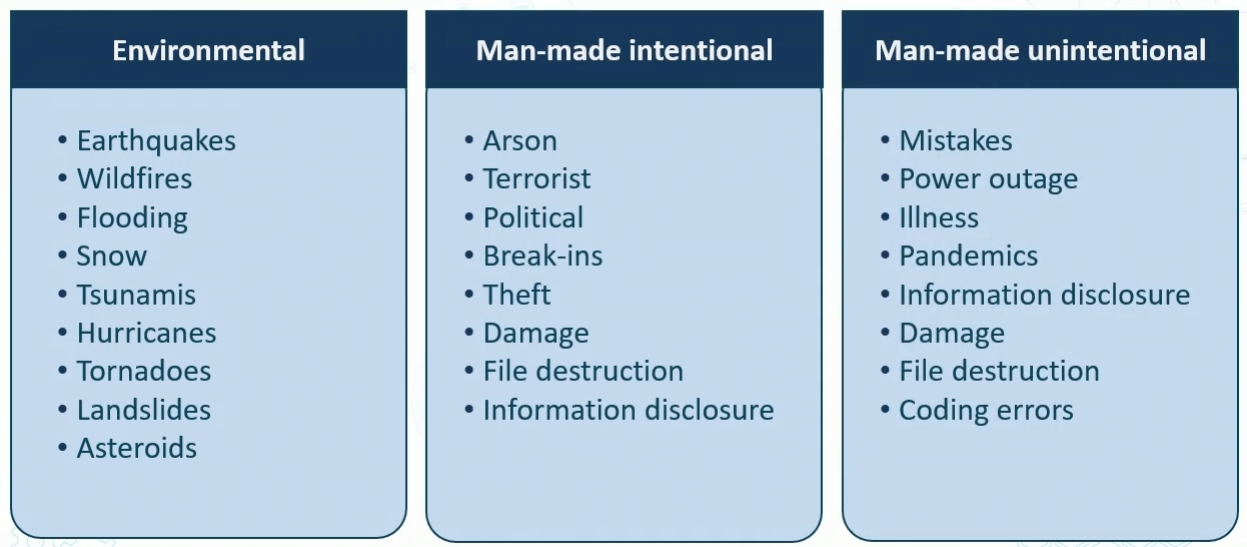 Environmental
• Earthquakes
• Wildfires
• Flooding
• Snow
• Tsunamis
• Hurricanes
• Tornadoes
• Landslides
• Asteroids
Man-made intentional
• Arson
• Terrorist
• Political
• Break-ins
• Theft
• Damage
• File destruction
• Information disclosure
Man-made unintentional
• Mistakes
• Power outage
• Illness
• Pandemics
• Information disclosure
• Damage
• File destruction
• Coding errors